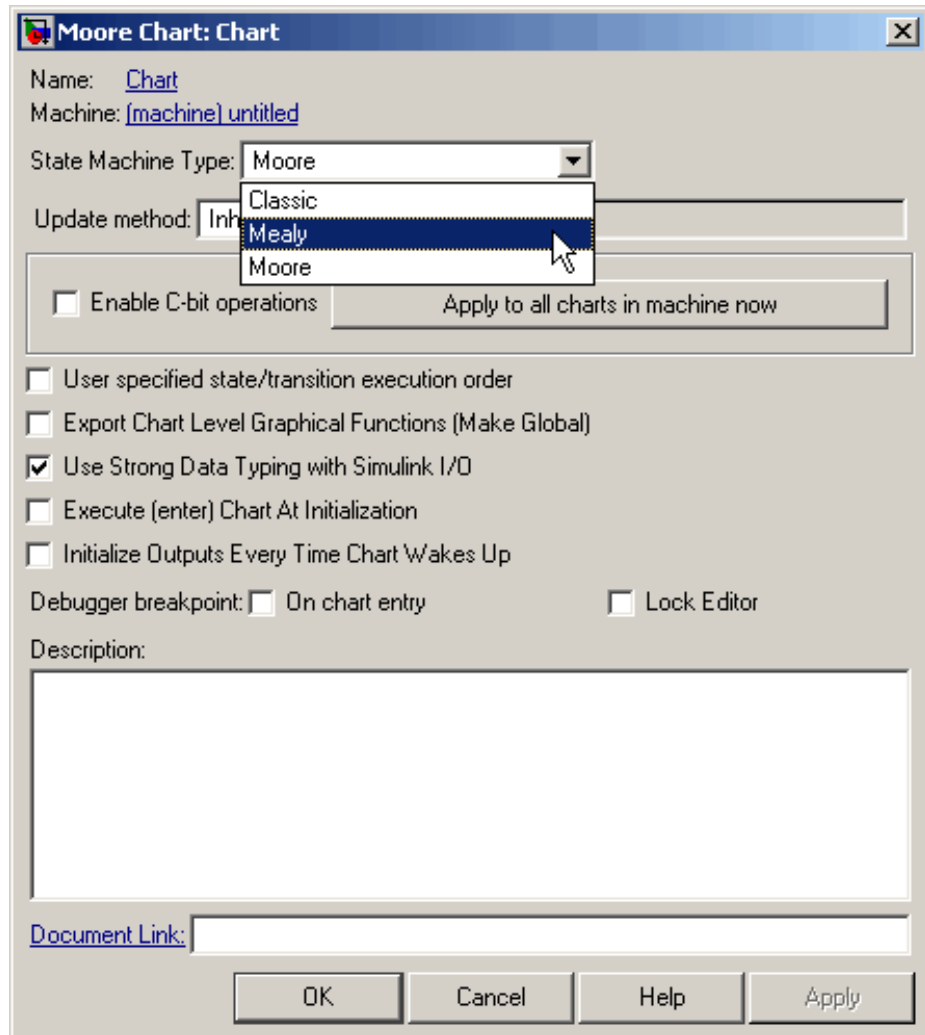 Moore Chart: Chart
Name: Chart
Machine: (machine) untitled
State Machine Type: Moore
Classic
Update method: Inh
Mealy
Moore
Enable C-bit operations Apply to all charts in machine now
User specified state/transition execution order
Export Chart Level Graphical Functions (Make Global)
Use Strong Data Typing with Simulink I/O
Execute (enter) Chart At Initialization
Initialize Outputs Every Time Chart Wakes Up
Debugger breakpoint: On chart entry Lock Editor
Description:
Document Link:
OK Cancel Help Apply